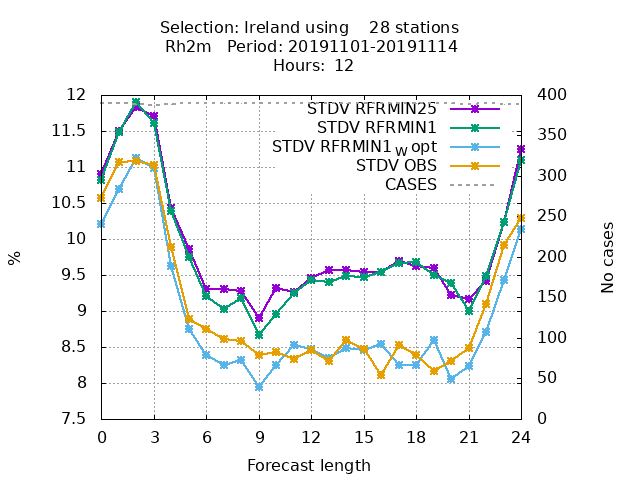 Selection: Ireland using    28 stations
Rh2m   Period: 20191101-20191114
Hours:  12
12
11.5
11
10.5
10
9.5
9
8.5
8
7.5
%
400
350
300
250
200
150
100
50
0
No cases
STDV RFRMIN25
STDV RFRMIN1
STDV RFRMIN1W opt
STDV OBS
CASES
0 3 6 9 12 15 18 21 24
Forecast length